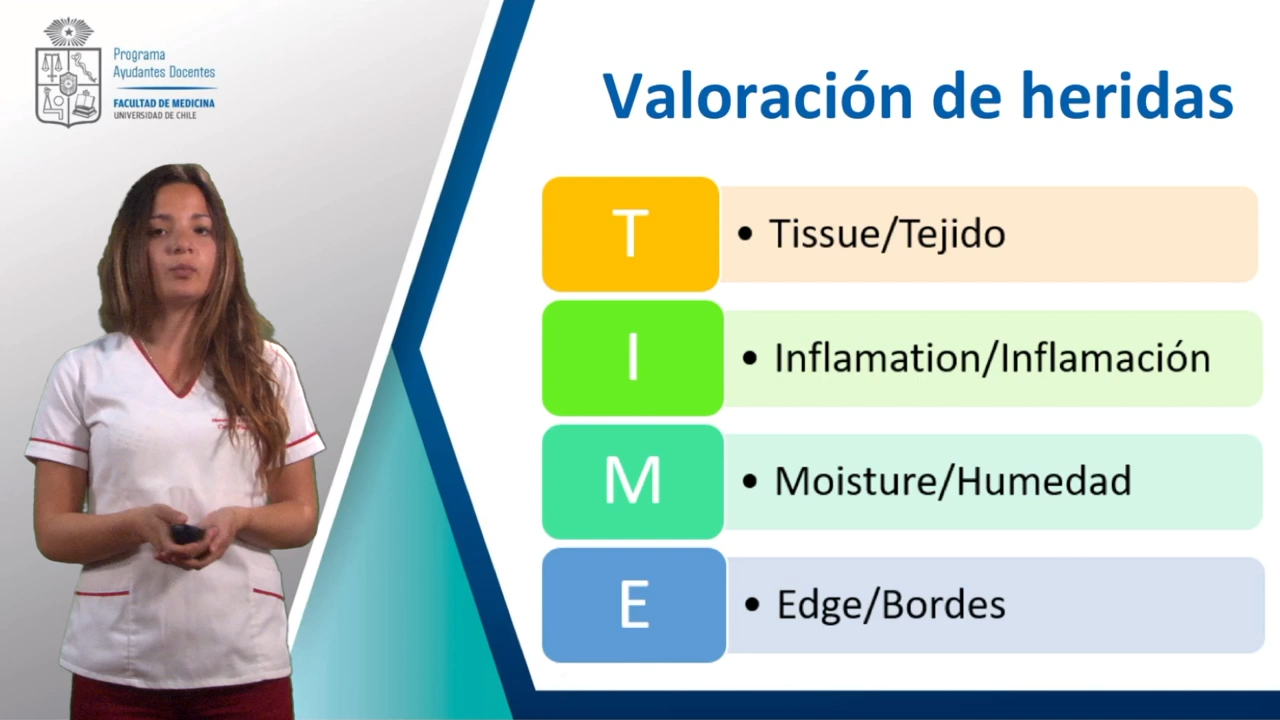 Programa
Ayudantes Docentes
FACULTAD DE MEDICINA
UNIVERSIDAD DE CHILE
Valoración de heridas
T
• Tissue/Tejido
I
• Inflamation/Inflamación
M
• Moisture/Humedad
E
• Edge/Bordes